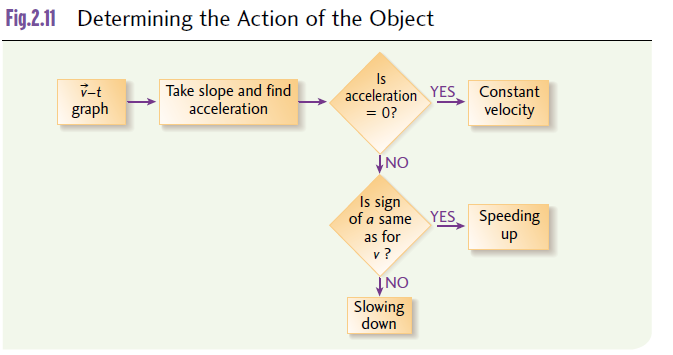 Fig.2.11 Determining the Action of the Object
v⃗–t
graph
Take slope and find
acceleration
Is
acceleration
= 0?
YES
Constant
velocity
NO
Is sign
of a same
as for
v ?
YES
Speeding
up
NO
Slowing
down